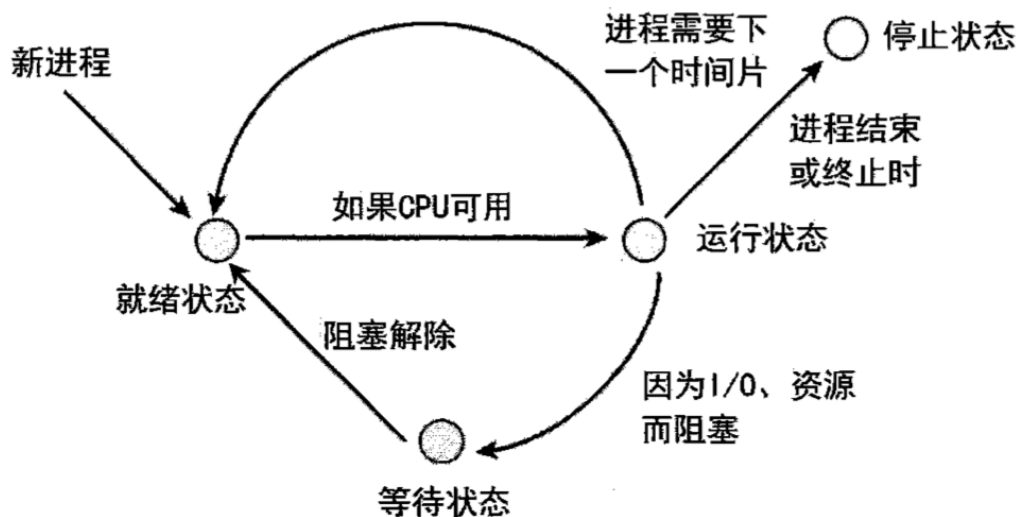 新进程
进程需要下
一个时间片
停止状态
进程结束
或终止时
如果CPU可用
运行状态
就绪状态
阻塞解除
因为I/O、资源
而阻塞
等待状态